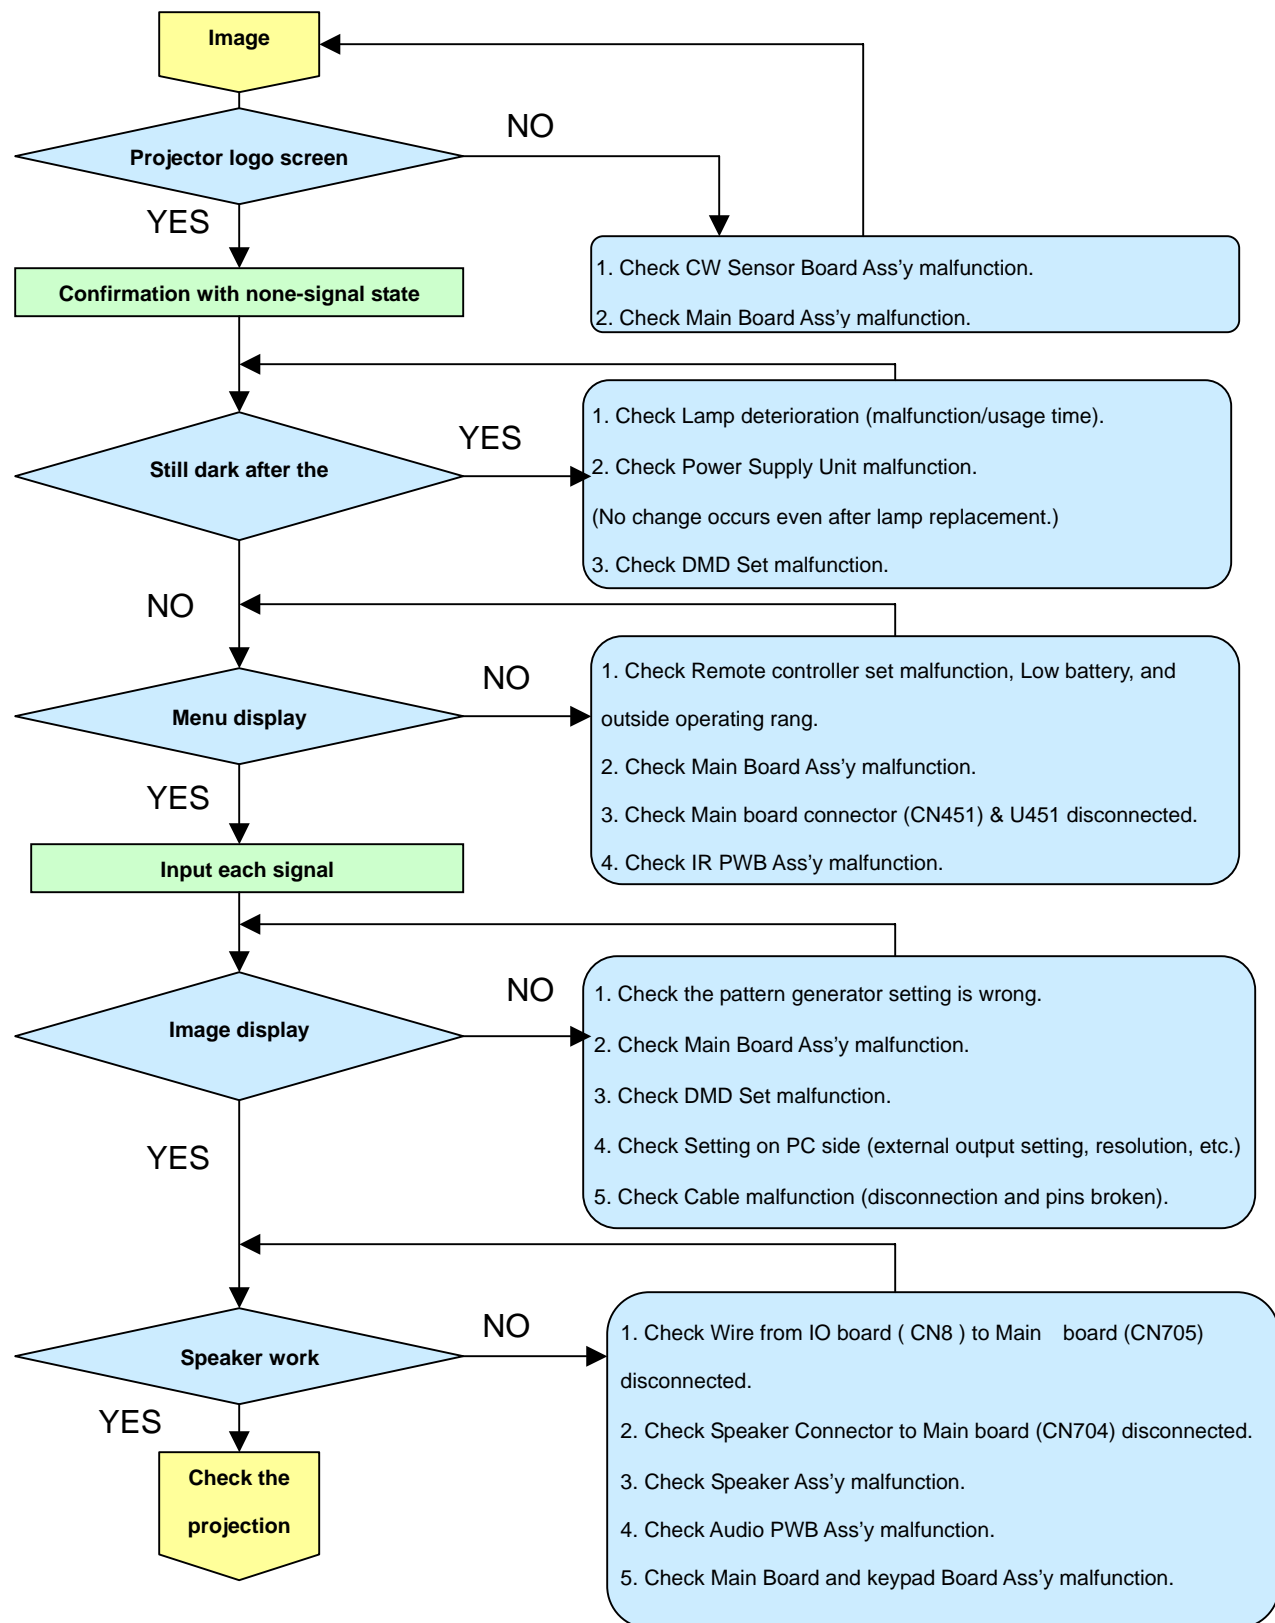 Image
Projector logo screen
NO
YES
1. Check CW Sensor Board Ass’y malfunction.
2. Check Main Board Ass’y malfunction.
Confirmation with none-signal state
Still dark after the
YES
1. Check Lamp deterioration (malfunction/usage time).
2. Check Power Supply Unit malfunction.
(No change occurs even after lamp replacement.)
3. Check DMD Set malfunction.
NO
Menu display
NO
1. Check Remote controller set malfunction, Low battery, and
outside operating rang.
2. Check Main Board Ass’y malfunction.
3. Check Main board connector (CN451) & U451 disconnected.
4. Check IR PWB Ass’y malfunction.
YES
Input each signal
Image display
NO
1. Check the pattern generator setting is wrong.
2. Check Main Board Ass’y malfunction.
3. Check DMD Set malfunction.
4. Check Setting on PC side (external output setting, resolution, etc.)
5. Check Cable malfunction (disconnection and pins broken).
YES
Speaker work
NO
1. Check Wire from IO board ( CN8 ) to Main board (CN705)
disconnected.
2. Check Speaker Connector to Main board (CN704) disconnected.
3. Check Speaker Ass’y malfunction.
4. Check Audio PWB Ass’y malfunction.
5. Check Main Board and keypad Board Ass’y malfunction.
YES
Check the
projection